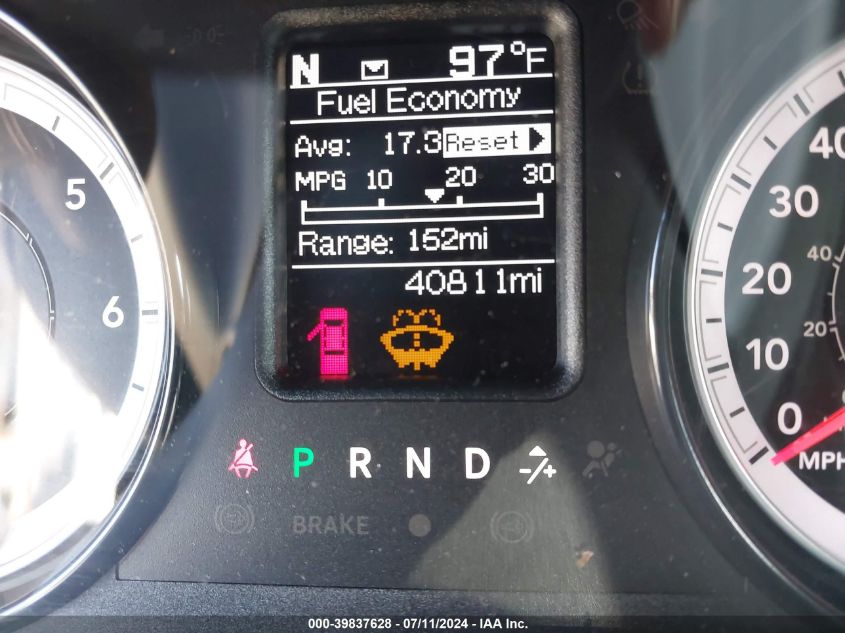 N 97°F
Fuel Economy
Avg: 17.3 Reset
MPG 10 20 30
Range: 152mi
40811mi
5
6
40
30
20
10
0
MPH
40
20
P R N D -/+
BRAKE
000-39837628 - 07/11/2024 - IAA Inc.